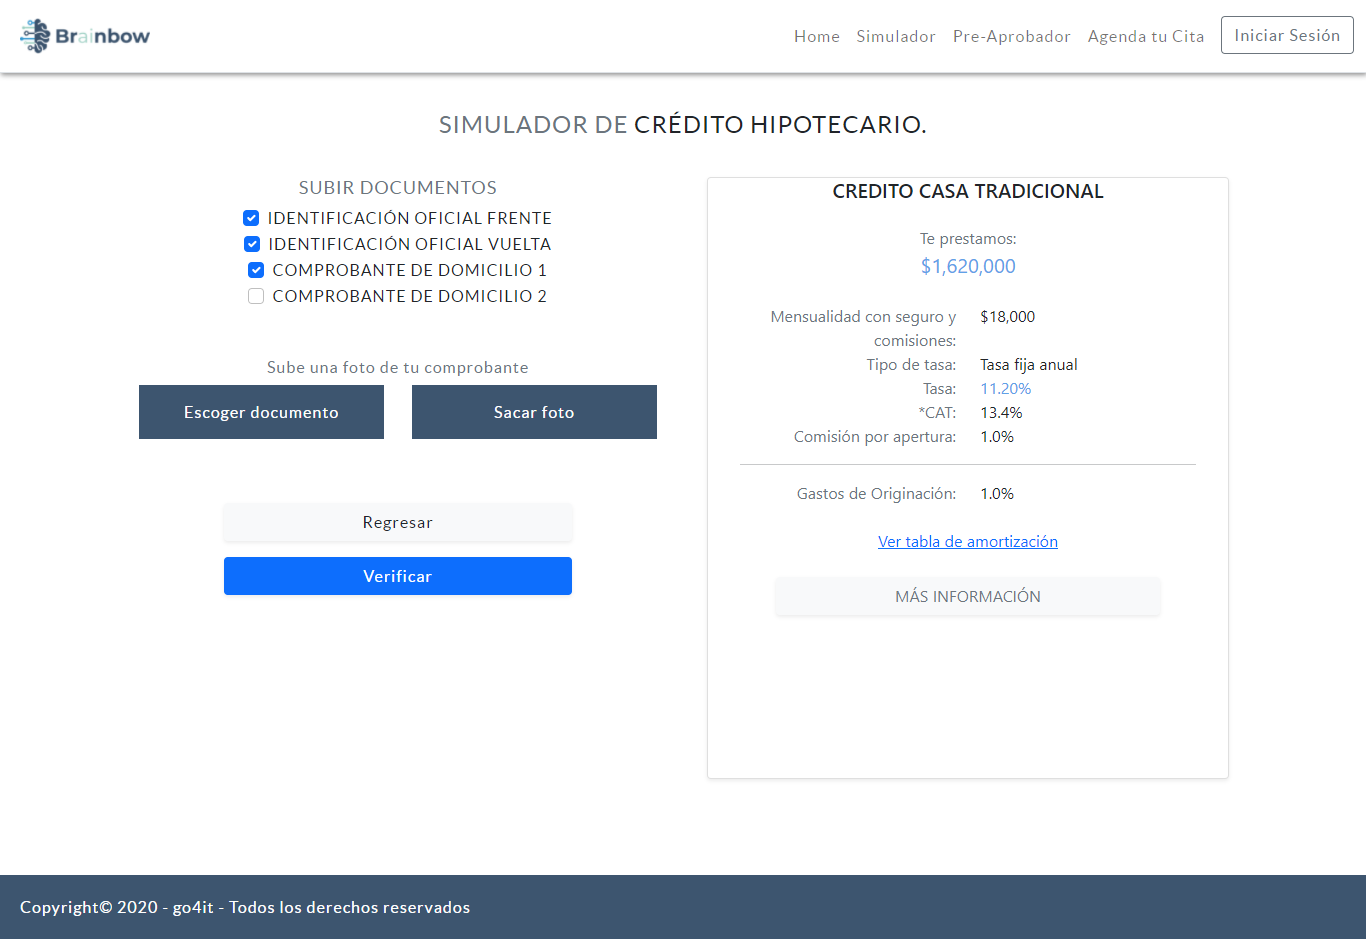 Brainbow
Home Simulador Pre-Aprobador Agenda tu Cita Iniciar Sesión
SIMULADOR DE CRÉDITO HIPOTECARIO.
SUBIR DOCUMENTOS
IDENTIFICACIÓN OFICIAL FRENTE
IDENTIFICACIÓN OFICIAL VUELTA
COMPROBANTE DE DOMICILIO 1
COMPROBANTE DE DOMICILIO 2
Sube una foto de tu comprobante
Escoger documento Sacar foto
Regresar
Verificar
CREDITO CASA TRADICIONAL
Te prestamos:
$1,620,000
Mensualidad con seguro y $18,000
comisiones:
Tipo de tasa: Tasa fija anual
Tasa: 11.20%
*CAT: 13.4%
Comisión por apertura: 1.0%
Gastos de Originación: 1.0%
Ver tabla de amortización
MÁS INFORMACIÓN
Copyright© 2020 - go4it - Todos los derechos reservados